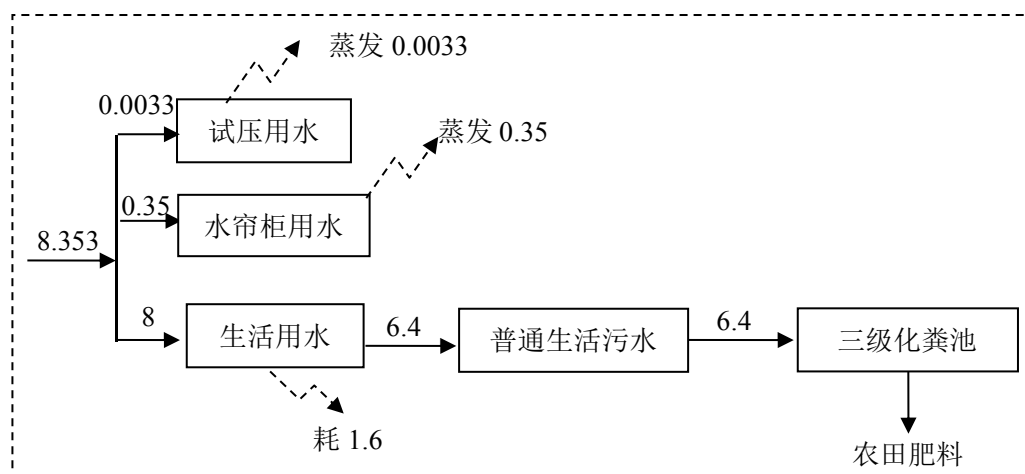 蒸发 0.0033
0.0033
试压用水
蒸发 0.35
0.35
水帘柜用水
8.353
8
生活用水
6.4
普通生活污水
6.4
三级化粪池
耗 1.6
农田肥料